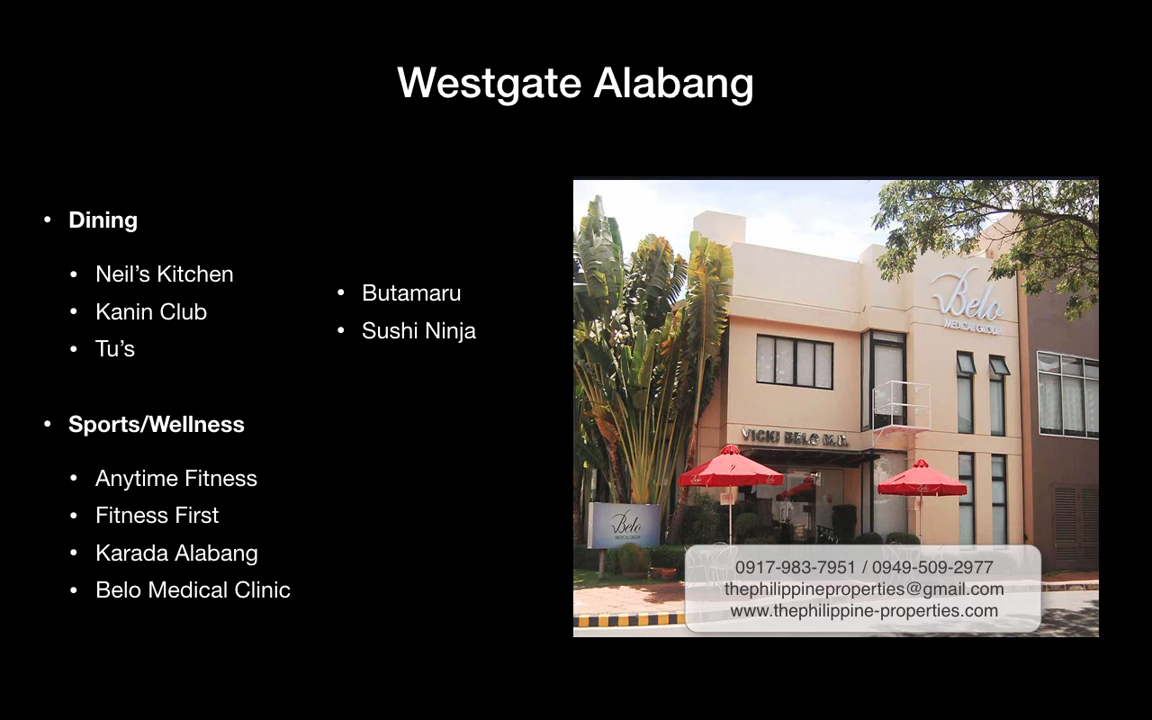 Westgate Alabang
• Dining
• Neil’s Kitchen
• Kanin Club
• Tu’s
• Butamaru
• Sushi Ninja
• Sports/Wellness
• Anytime Fitness
• Fitness First
• Karada Alabang
• Belo Medical Clinic
Belo
MEDICAL GROUP
VICKI BELO M.D.
Belo
MEDICAL GROUP
0917-983-7951 / 0949-509-2977
thephilippineproperties@gmail.com
www.thephilippine-properties.com